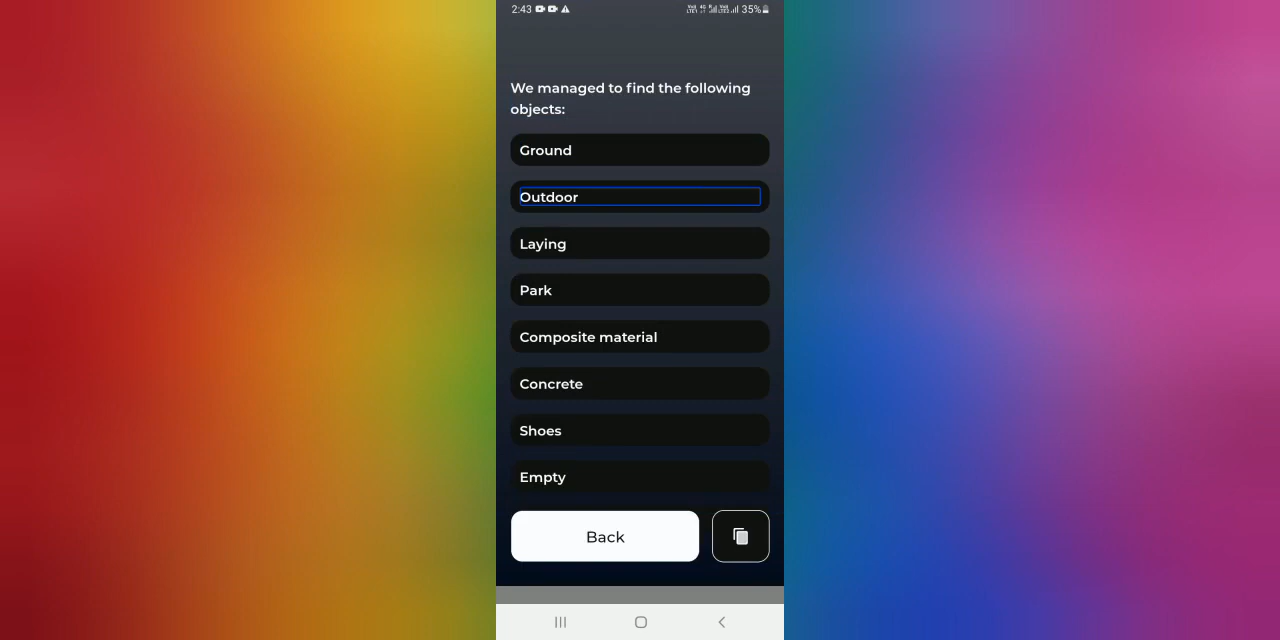 2:43
35%
We managed to find the following
objects:
Ground
Outdoor
Laying
Park
Composite material
Concrete
Shoes
Empty
Back